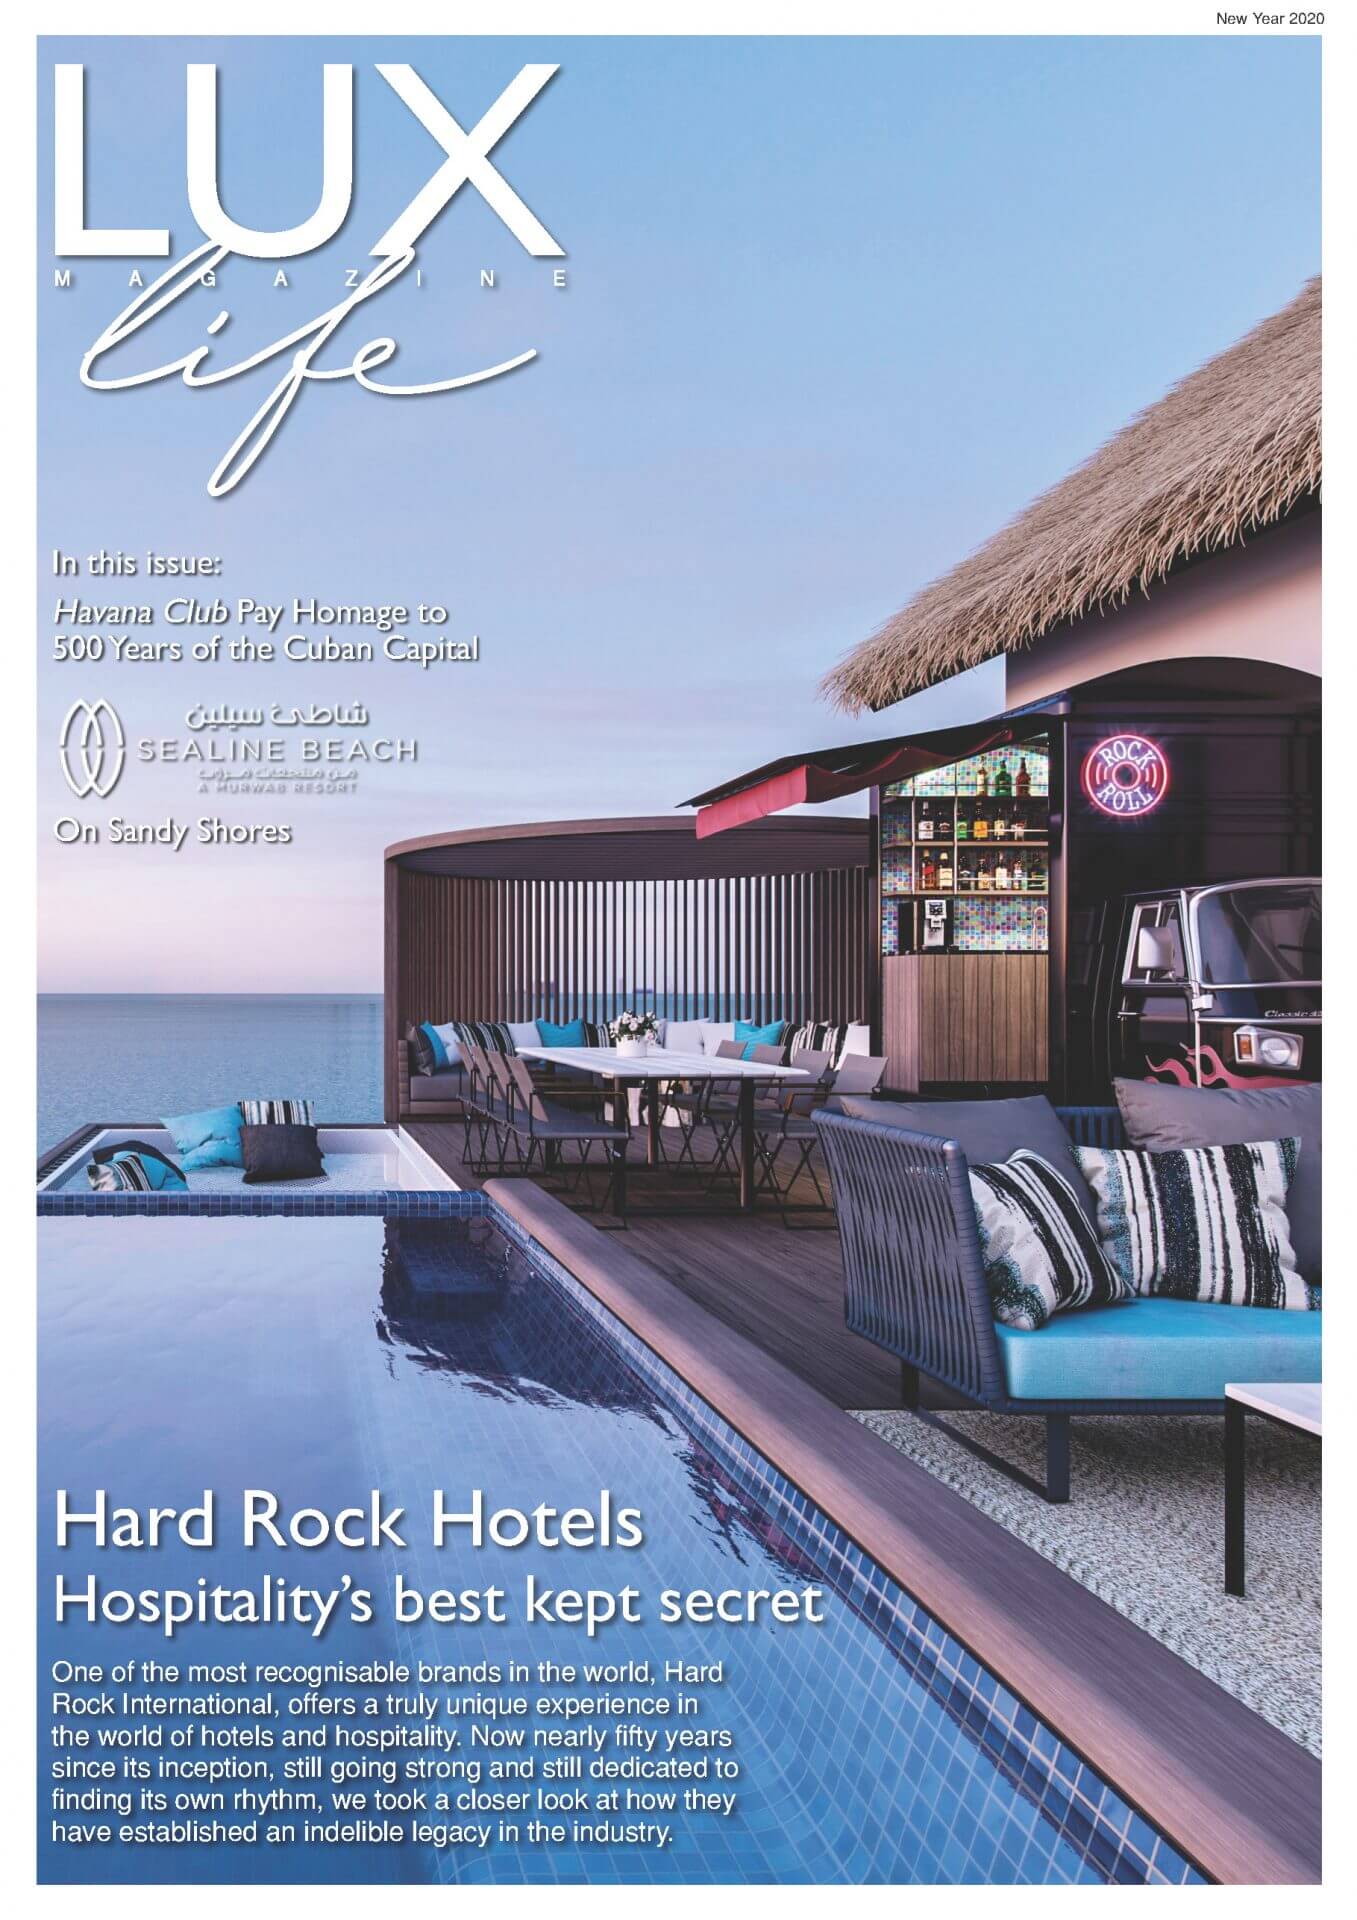 New Year 2020
LUX
MAGAZINE
life
In this issue:
Havana Club Pay Homage to
500 Years of the Cuban Capital
شاطئ سيلين
SEALINE BEACH
من منتجعات مروب
A MURWAB RESORT
On Sandy Shores
ROCK
ROLL
Classic
Hard Rock Hotels
Hospitality's best kept secret
One of the most recognisable brands in the world, Hard
Rock International, offers a truly unique experience in
the world of hotels and hospitality. Now nearly fifty years
since its inception, still going strong and still dedicated to
finding its own rhythm, we took a closer look at how they
have established an indelible legacy in the industry.